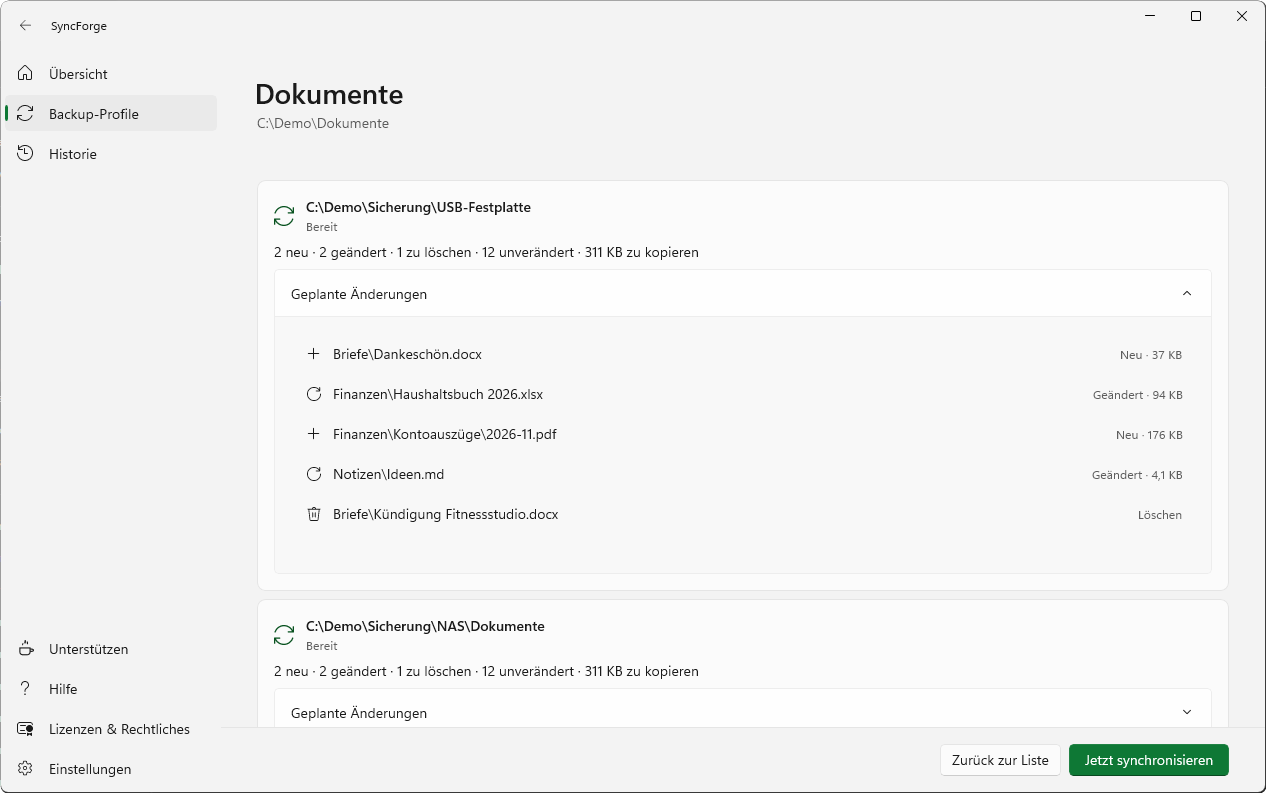 SyncForge
Übersicht
Backup-Profile
Historie
Dokumente
C:\Demo\Dokumente
C:\Demo\Sicherung\USB-Festplatte
Bereit
2 neu · 2 geändert · 1 zu löschen · 12 unverändert · 311 KB zu kopieren
Geplante Änderungen
Briefe\Dankeschön.docx Neu · 37 KB
Finanzen\Haushaltsbuch 2026.xlsx Geändert · 94 KB
Finanzen\Kontoauszüge\2026-11.pdf Neu · 176 KB
Notizen\Ideen.md Geändert · 4,1 KB
Briefe\Kündigung Fitnessstudio.docx Löschen
C:\Demo\Sicherung\NAS\Dokumente
Bereit
2 neu · 2 geändert · 1 zu löschen · 12 unverändert · 311 KB zu kopieren
Geplante Änderungen
Unterstützen
Hilfe
Lizenzen & Rechtliches
Einstellungen
Zurück zur Liste
Jetzt synchronisieren